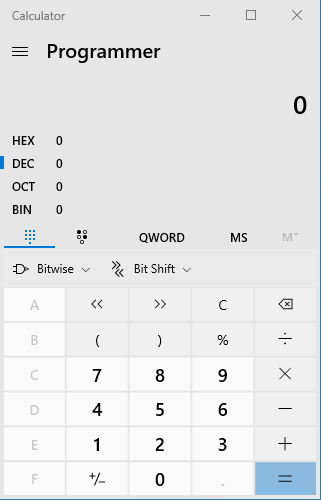 Calculator
Programmer
0
HEX 0
DEC 0
OCT 0
BIN 0
QWORD MS M
Bitwise Bit Shift
A << >> C
B ( ) % ÷
C 7 8 9 ×
D 4 5 6 −
E 1 2 3 +
F +/− 0 . =